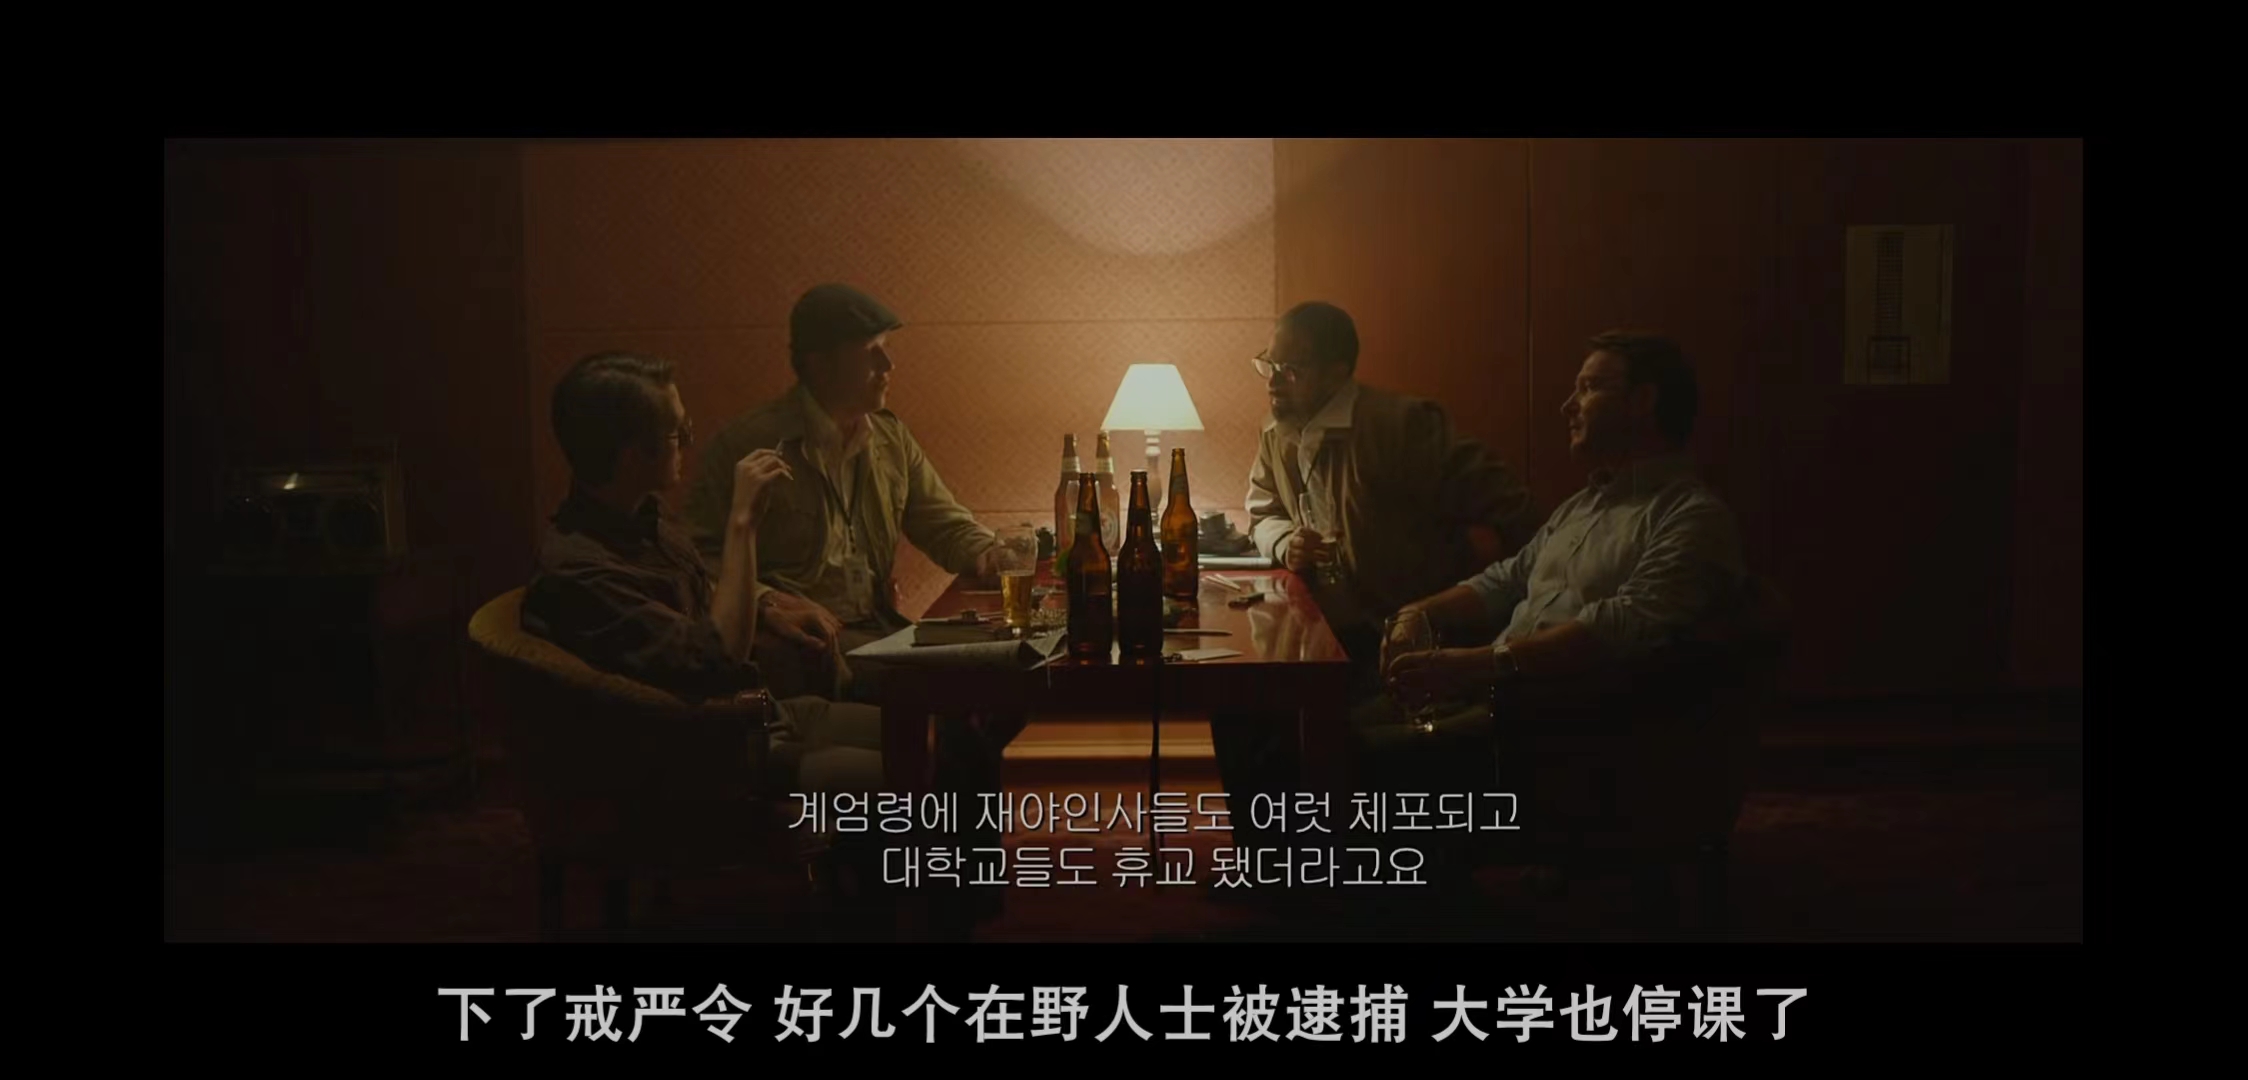 계엄령에 재야인사들도 여럿 체포되고
대학교들도 휴교 됐더라고요
下了戒严令 好几个在野人士被逮捕 大学也停课了